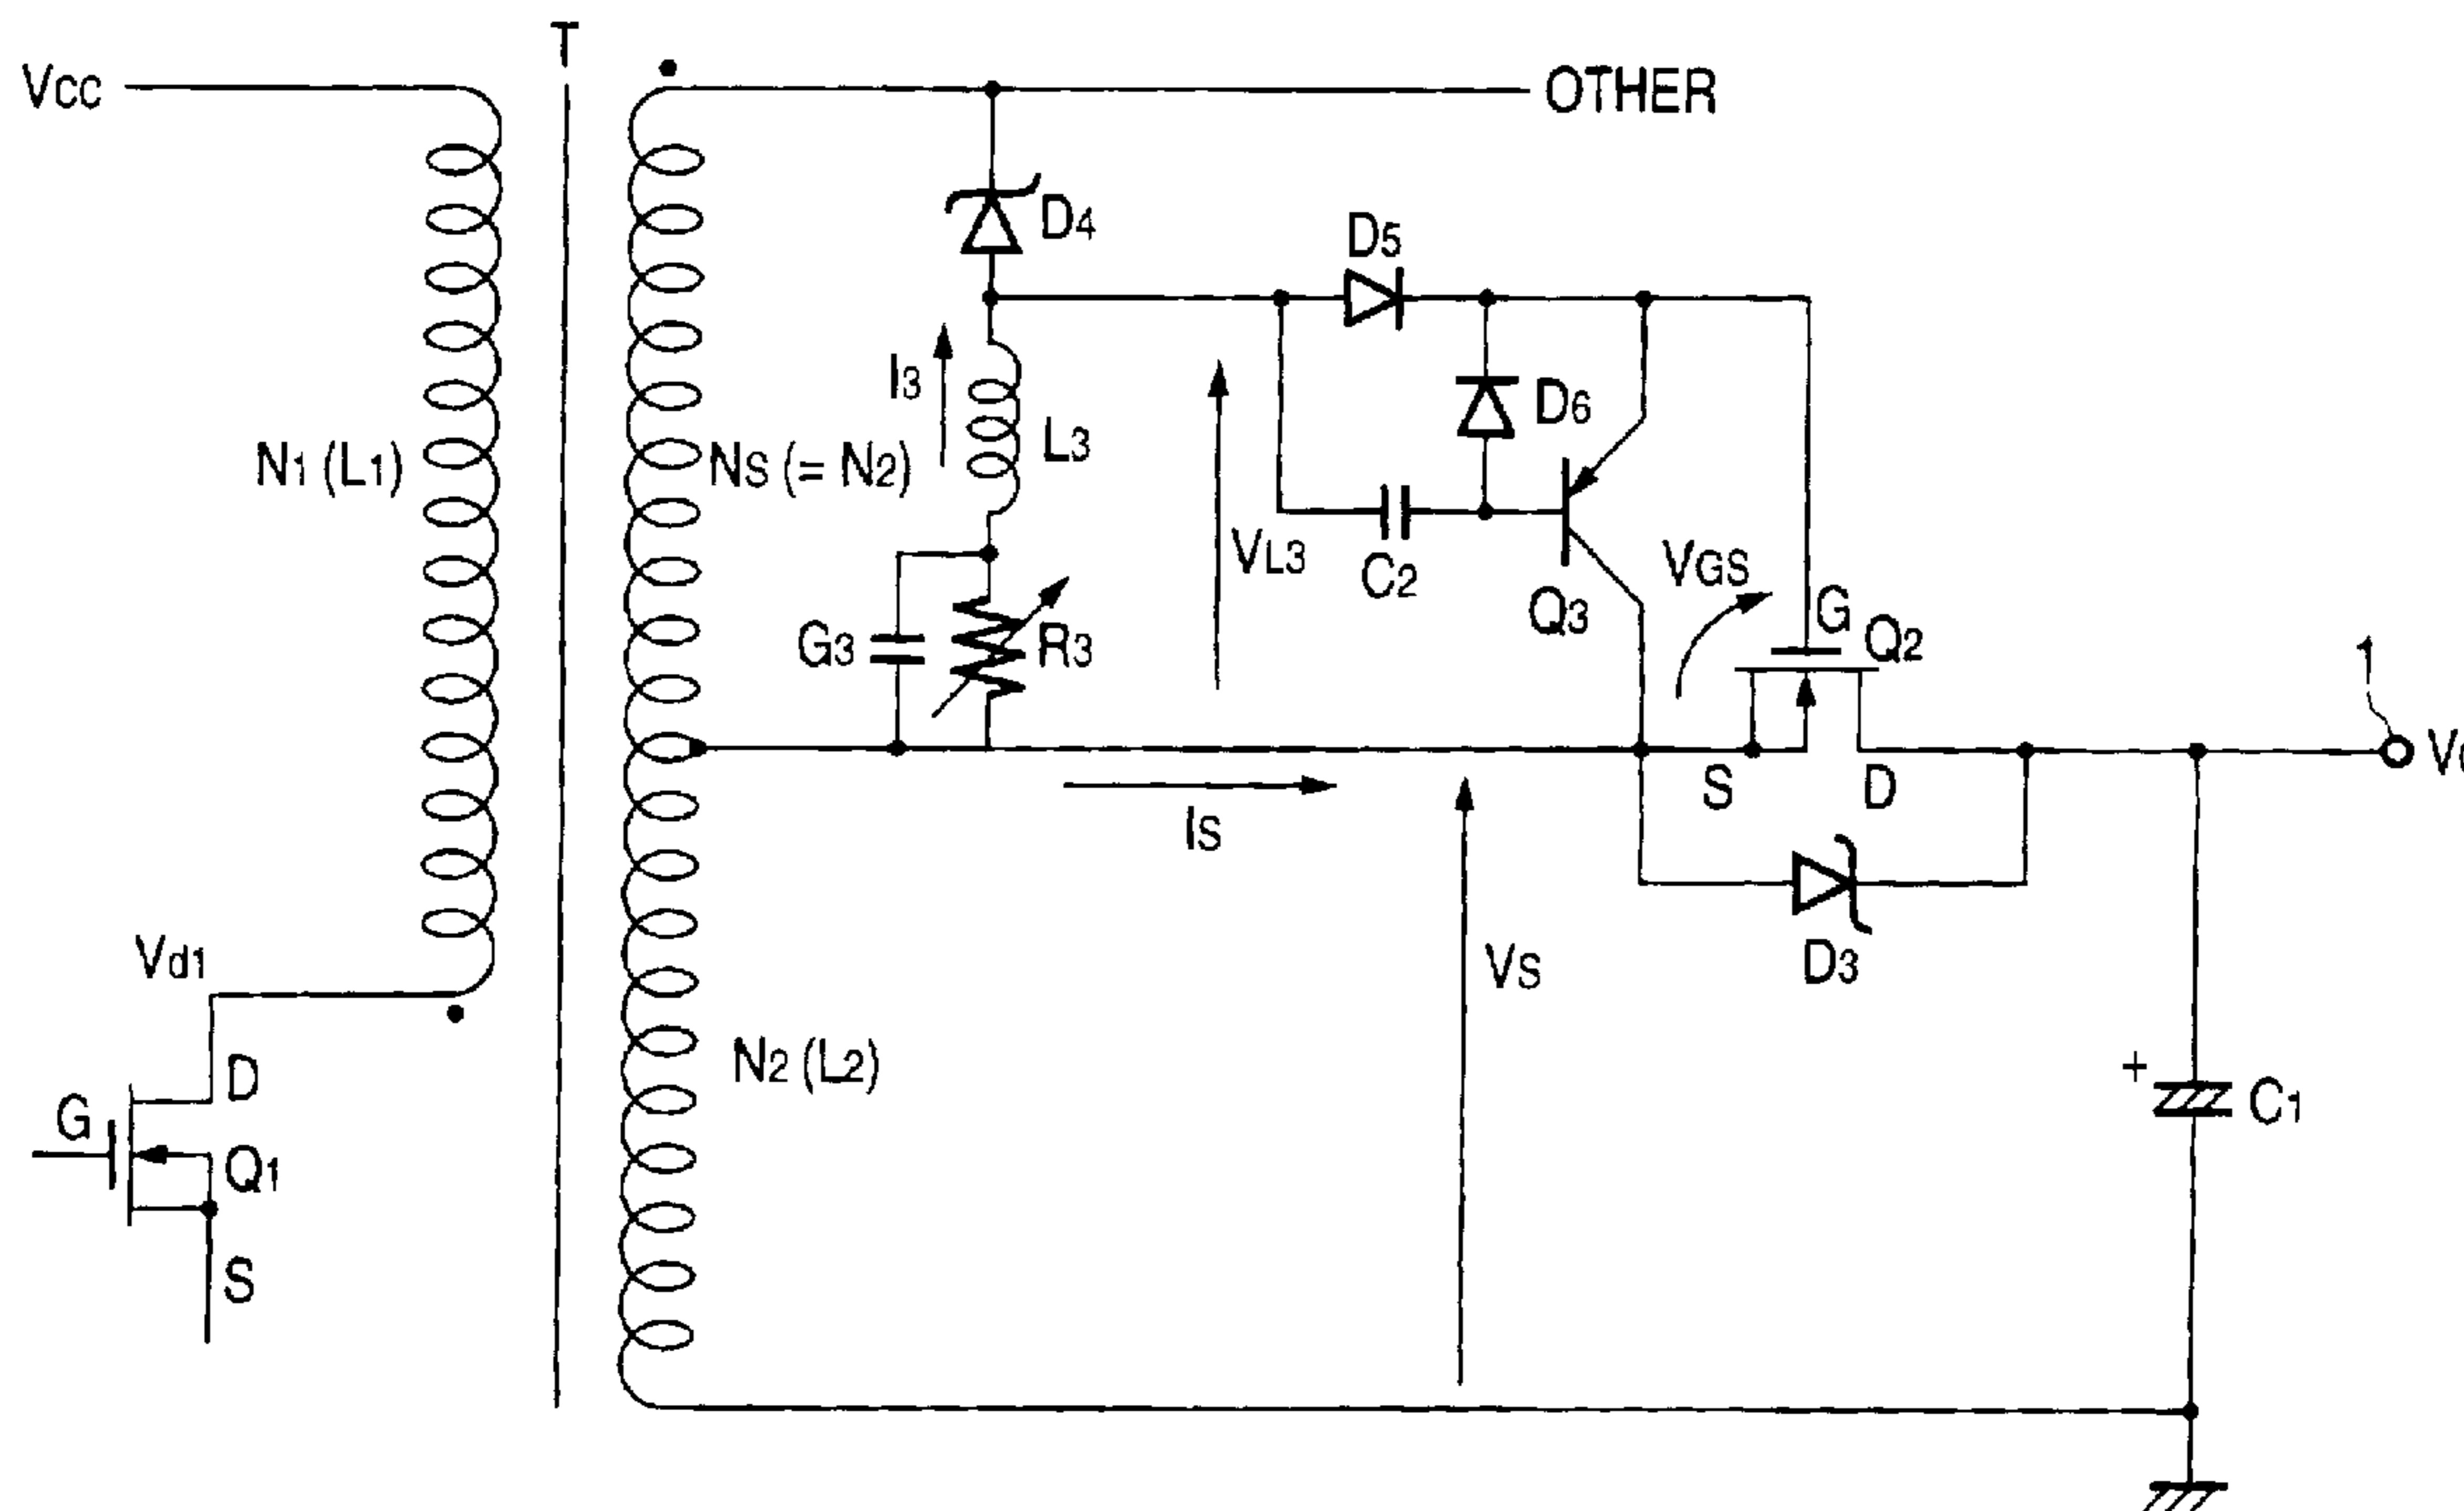 T
VCC
OTHER
D4
D5
I3
D6
L3
N1 (L1)
NS (= N2)
VL3
C2
VGS
Q3
G
Q2
G3
R3
1
S
D
IS
Vd1
VS
D3
N2 (L2)
D
G
Q1
+
C1
S